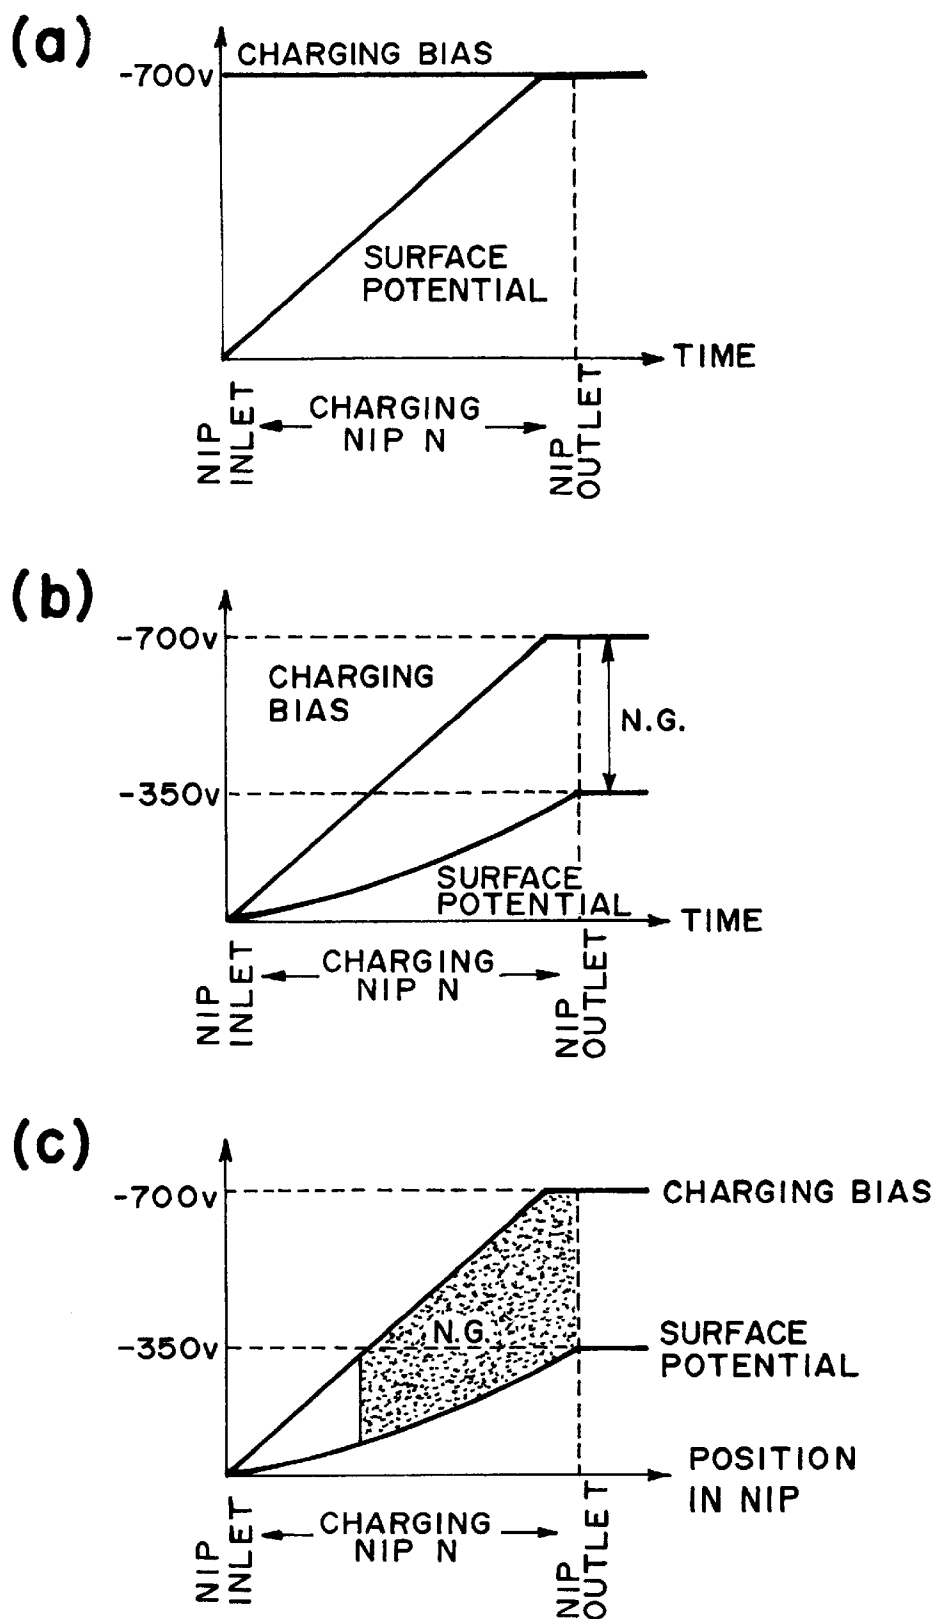 (a)
CHARGING BIAS
-700v
SURFACE
POTENTIAL
TIME
NIP
INLET
CHARGING
NIP N
NIP
OUTLET
(b)
-700v
CHARGING
BIAS
N.G.
-350v
SURFACE
POTENTIAL
TIME
NIP
INLET
CHARGING
NIP N
NIP
OUTLET
(c)
-700v
CHARGING BIAS
N.G.
-350v
SURFACE
POTENTIAL
POSITION
IN NIP
NIP
INLET
CHARGING
NIP N
NIP
OUTLET